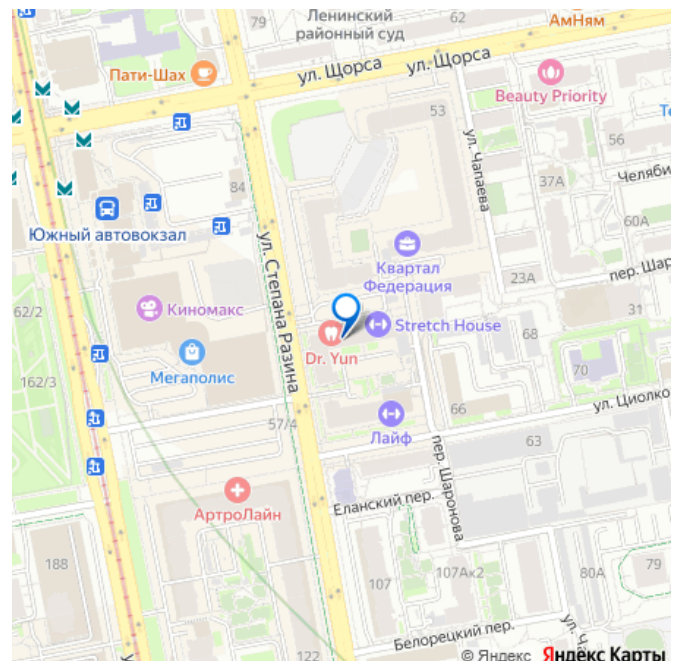 79
Ленинский
районный суд
62
АмНям
Пати-Шах
ул. Щорса
ул. Щорса
Beauty Priority
53
ул. Чапаева
56
84
37А
Южный автовокзал
ул. Степана Разина
Квартал
Федерация
60А
23А
пер. Шар
62/2
Киномакс
31
Stretch House
Dr. Yun
68
Мегаполис
162/3
70
ул. Циолко
66
Лайф
57/4
пер. Шаронова
63
АртроЛайн
Еланский пер.
188
107
107Ак2
80А
79
Белорецкий пер.
122
© Яндекс Яндекс Карты